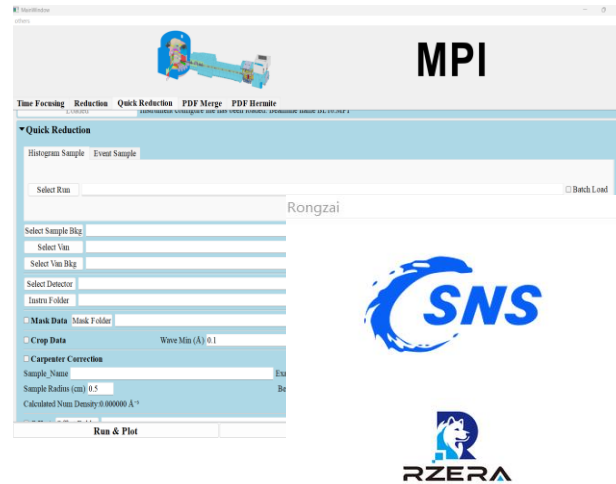 MainWindow
others
MPI
Time Focusing Reduction Quick Reduction PDF Merge PDF Hermite
Loaded Instrument configure file has been loaded. Beamline name BL16:MPI
Quick Reduction
Histogram Sample Event Sample
Select Run
Batch Load
Rongzai
Select Sample Bkg
Select Van
Select Van Bkg
Select Detector
Instru Folder
Mask Data Mask Folder
Crop Data Wave Min (Å) 0.1
Carpenter Correction
Sample_Name
Sample Radius (cm) 0.5 Be
Calculated Num Density:0.000000 Å⁻³
Run & Plot
SNS
RZERA